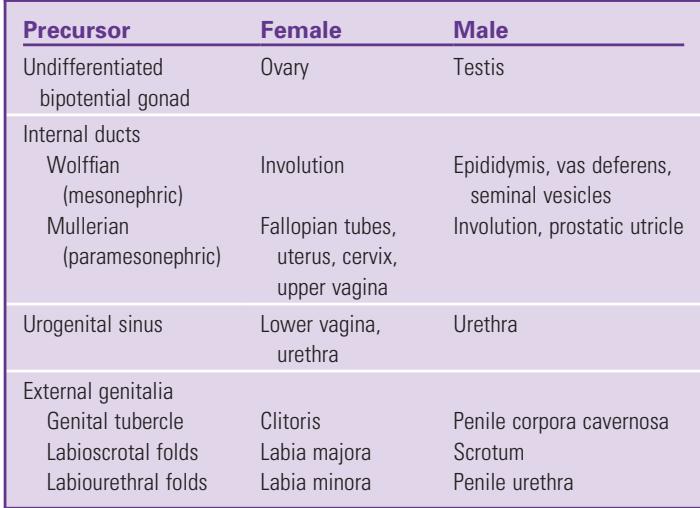 Precursor Female Male
Undifferentiated Ovary Testis
bipotential gonad
Internal ducts
Wolffian Involution Epididymis, vas deferens,
(mesonephric) seminal vesicles
Mullerian Fallopian tubes, Involution, prostatic utricle
(paramesonephric) uterus, cervix,
upper vagina
Urogenital sinus Lower vagina, Urethra
urethra
External genitalia
Genital tubercle Clitoris Penile corpora cavernosa
Labioscrotal folds Labia majora Scrotum
Labiourethral folds Labia minora Penile urethra